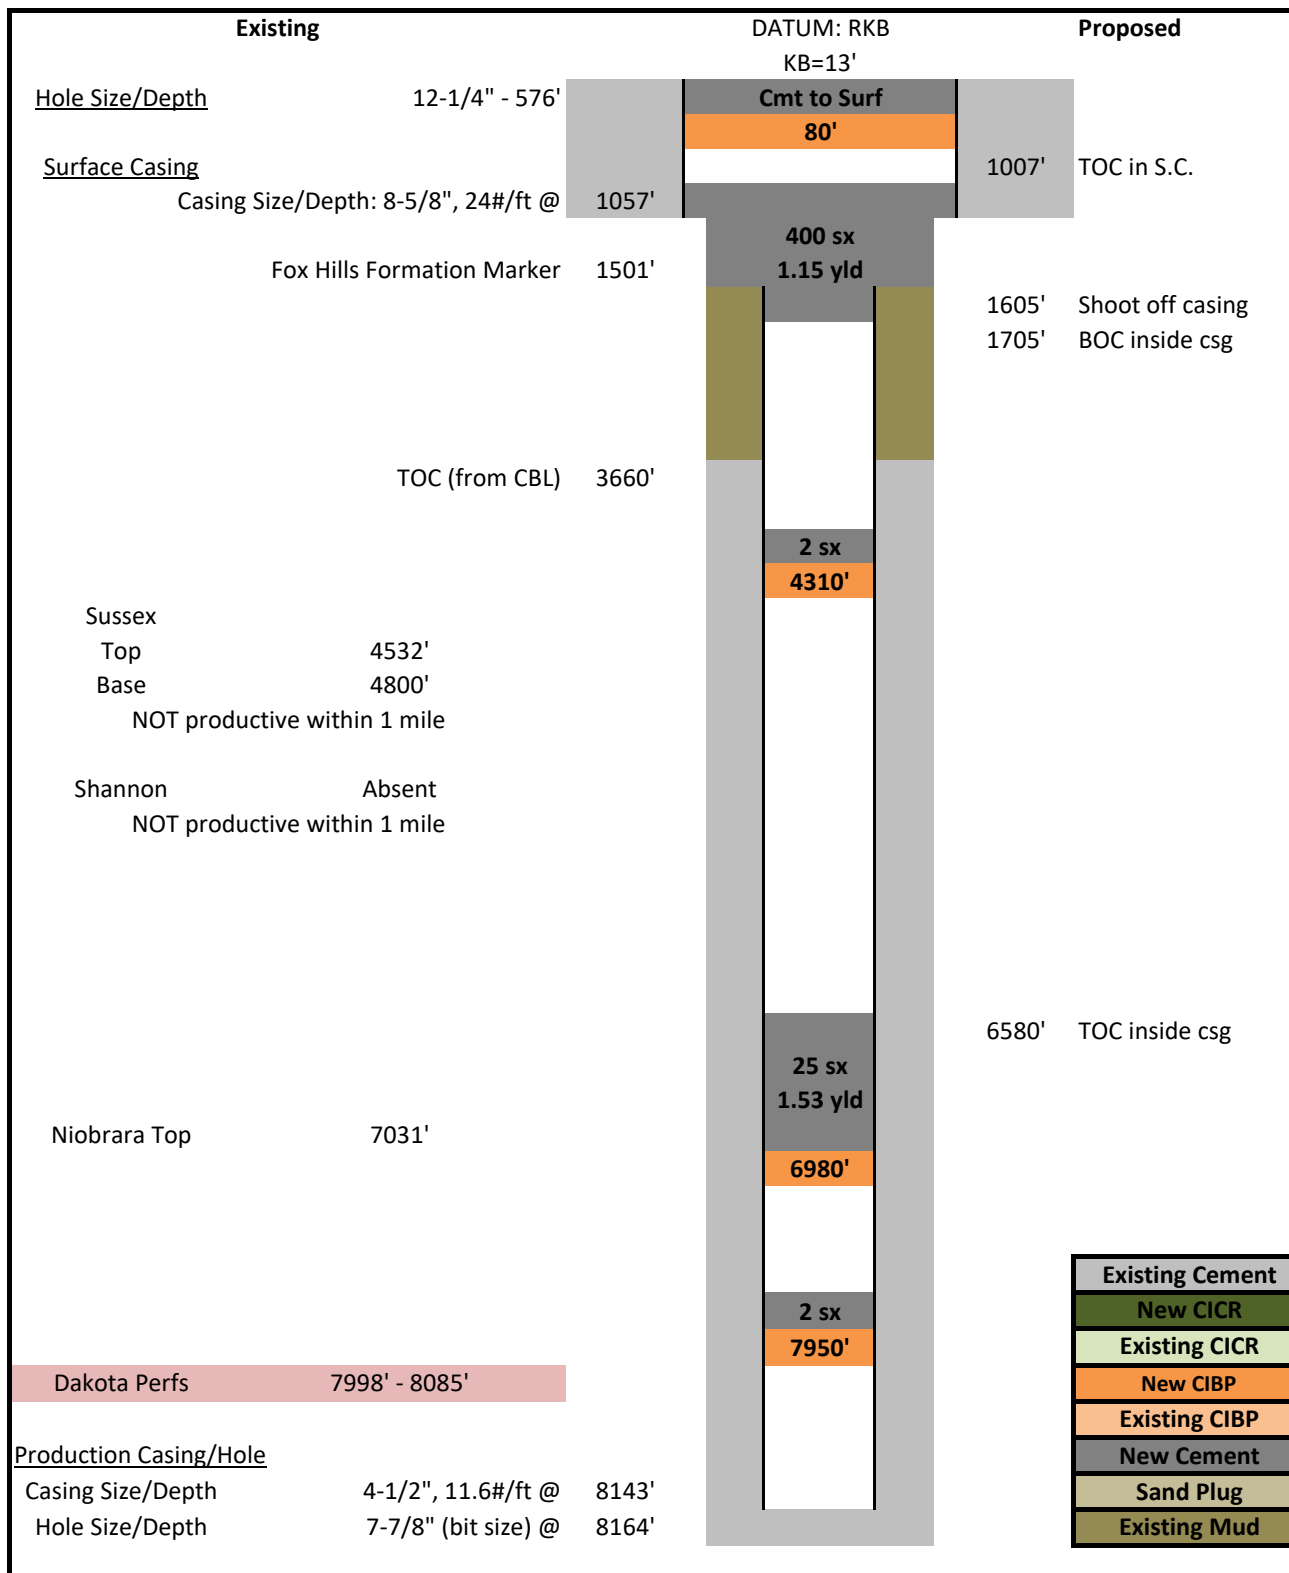 Existing DATUM: RKB Proposed
KB=13'
Hole Size/Depth 12-1/4" - 576' Cmt to Surf
80'
Surface Casing 1007' TOC in S.C.
Casing Size/Depth: 8-5/8", 24#/ft @ 1057'
400 sx
Fox Hills Formation Marker 1501' 1.15 yld
1605' Shoot off casing
1705' BOC inside csg
TOC (from CBL) 3660'
2 sx
4310'
Sussex
Top 4532'
Base 4800'
NOT productive within 1 mile
Shannon Absent
NOT productive within 1 mile
6580' TOC inside csg
25 sx
1.53 yld
Niobrara Top 7031'
6980'
Existing Cement
2 sx New CICR
7950' Existing CICR
Dakota Perfs 7998' - 8085' New CIBP
Existing CIBP
Production Casing/Hole New Cement
Casing Size/Depth 4-1/2", 11.6#/ft @ 8143' Sand Plug
Hole Size/Depth 7-7/8" (bit size) @ 8164' Existing Mud